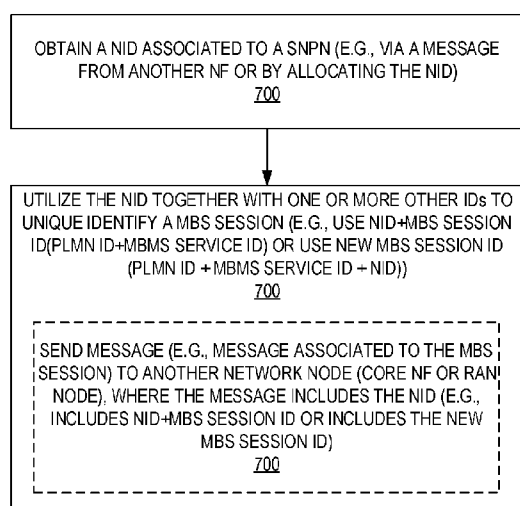 OBTAIN A NID ASSOCIATED TO A SNPN (E.G., VIA A MESSAGE
FROM ANOTHER NF OR BY ALLOCATING THE NID)
700
UTILIZE THE NID TOGETHER WITH ONE OR MORE OTHER IDs TO
UNIQUE IDENTIFY A MBS SESSION (E.G., USE NID+MBS SESSION
ID(PLMN ID+MBMS SERVICE ID) OR USE NEW MBS SESSION ID
(PLMN ID + MBMS SERVICE ID + NID))
700
SEND MESSAGE (E.G., MESSAGE ASSOCIATED TO THE MBS
SESSION) TO ANOTHER NETWORK NODE (CORE NF OR RAN
NODE), WHERE THE MESSAGE INCLUDES THE NID (E.G.,
INCLUDES NID+MBS SESSION ID OR INCLUDES THE NEW
MBS SESSION ID)
700